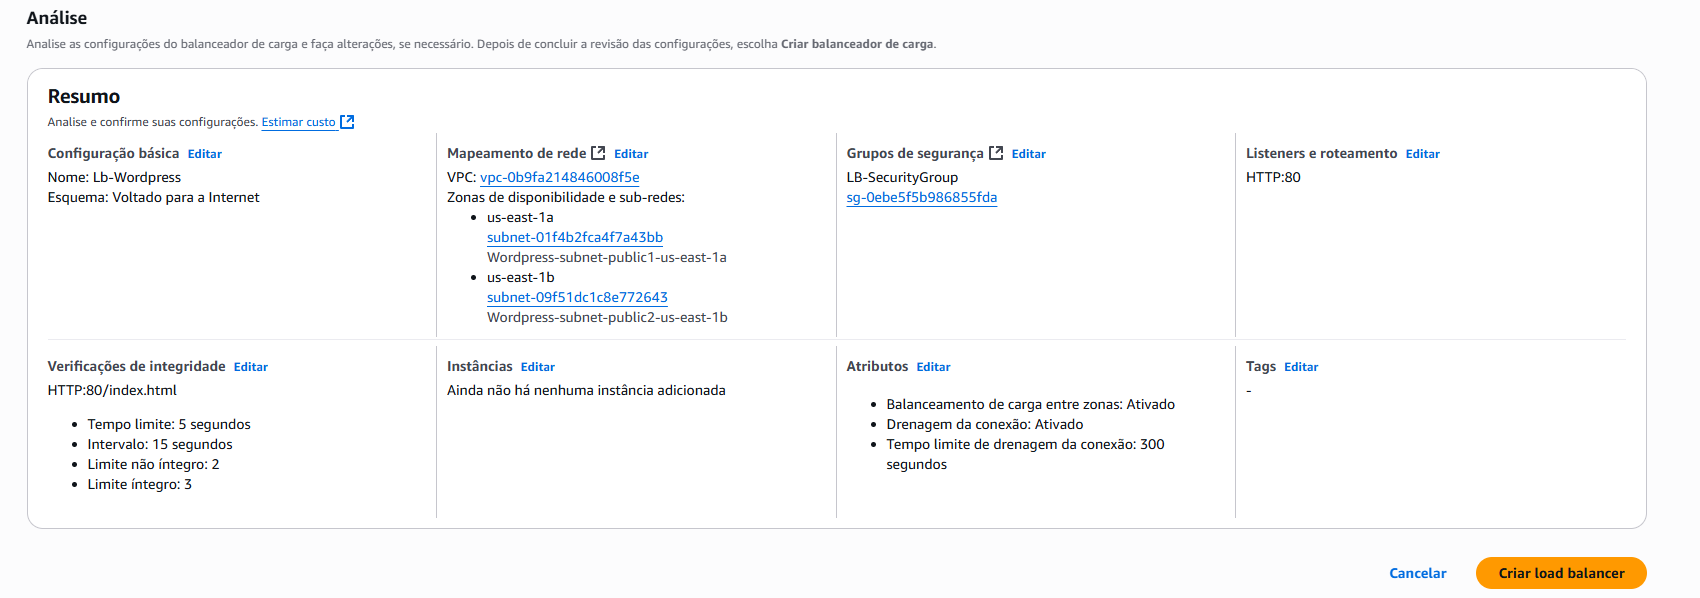 Análise
Analise as configurações do balanceador de carga e faça alterações, se necessário. Depois de concluir a revisão das configurações, escolha Criar balanceador de carga.
Resumo
Analise e confirme suas configurações. Estimar custo
Configuração básica Editar
Nome: Lb-Wordpress
Esquema: Voltado para a Internet
Mapeamento de rede Editar
VPC: vpc-0b9fa214846008f5e
Zonas de disponibilidade e sub-redes:
• us-east-1a
subnet-01f4b2fca4f7a43bb
Wordpress-subnet-public1-us-east-1a
• us-east-1b
subnet-09f51dc1c8e772643
Wordpress-subnet-public2-us-east-1b
Grupos de segurança Editar
LB-SecurityGroup
sg-0ebe5f5b986855fda
Listeners e roteamento Editar
HTTP:80
Verificações de integridade Editar
HTTP:80/index.html
• Tempo limite: 5 segundos
• Intervalo: 15 segundos
• Limite não íntegro: 2
• Limite íntegro: 3
Instâncias Editar
Ainda não há nenhuma instância adicionada
Atributos Editar
• Balanceamento de carga entre zonas: Ativado
• Drenagem da conexão: Ativado
• Tempo limite de drenagem da conexão: 300
segundos
Tags Editar
-
Cancelar
Criar load balancer